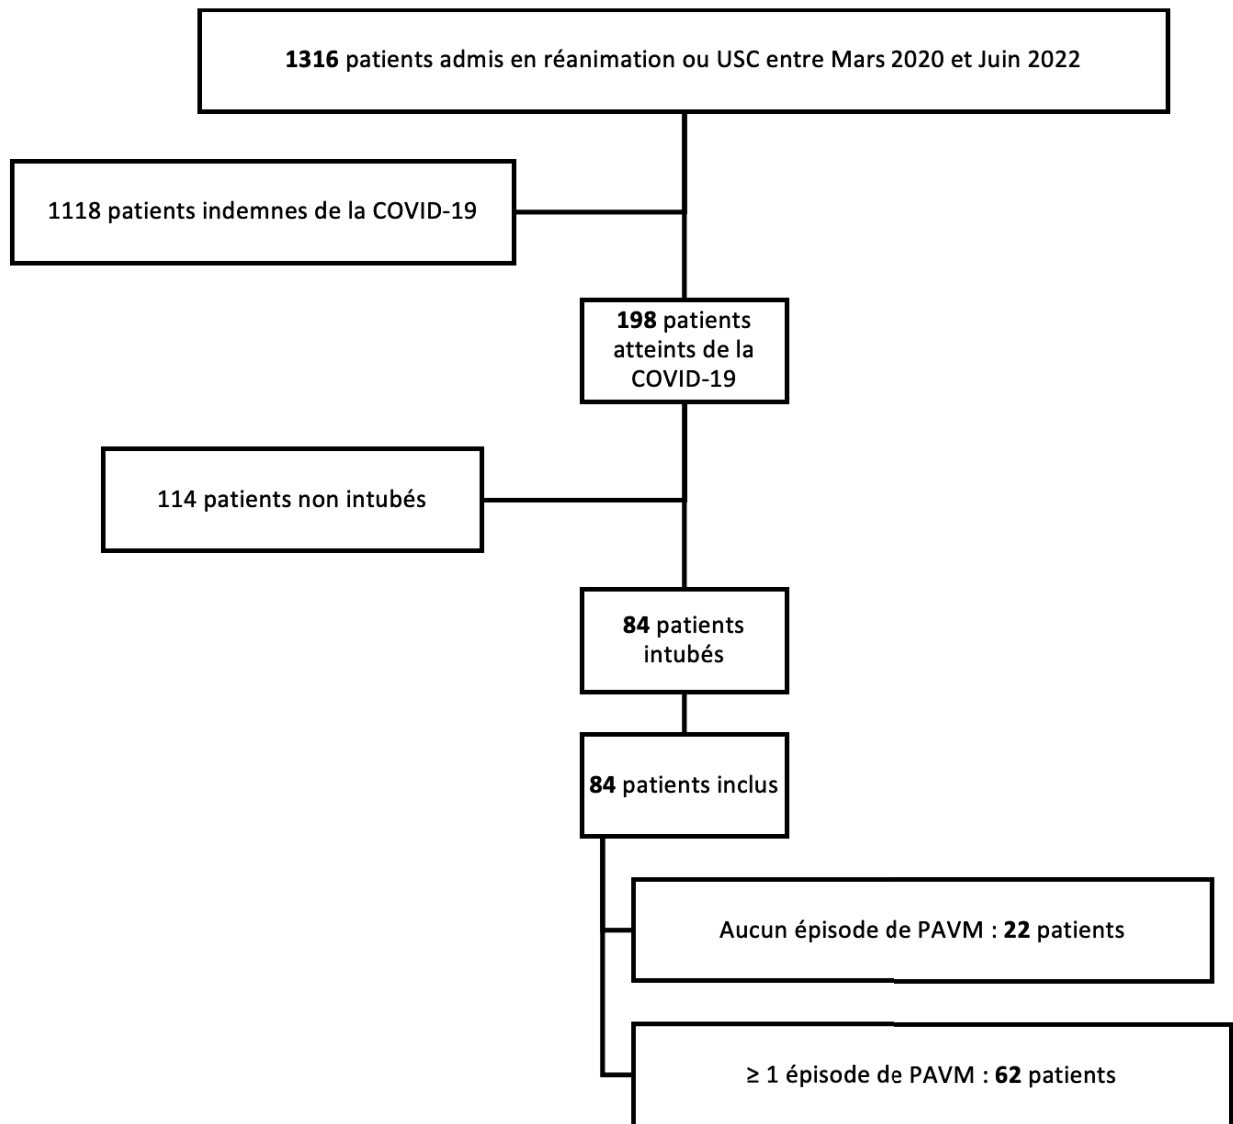 1316 patients admis en réanimation ou USC entre Mars 2020 et Juin 2022
1118 patients indemnes de la COVID-19
198 patients
atteints de la
COVID-19
114 patients non intubés
84 patients
intubés
84 patients inclus
Aucun épisode de PAVM : 22 patients
≥ 1 épisode de PAVM : 62 patients